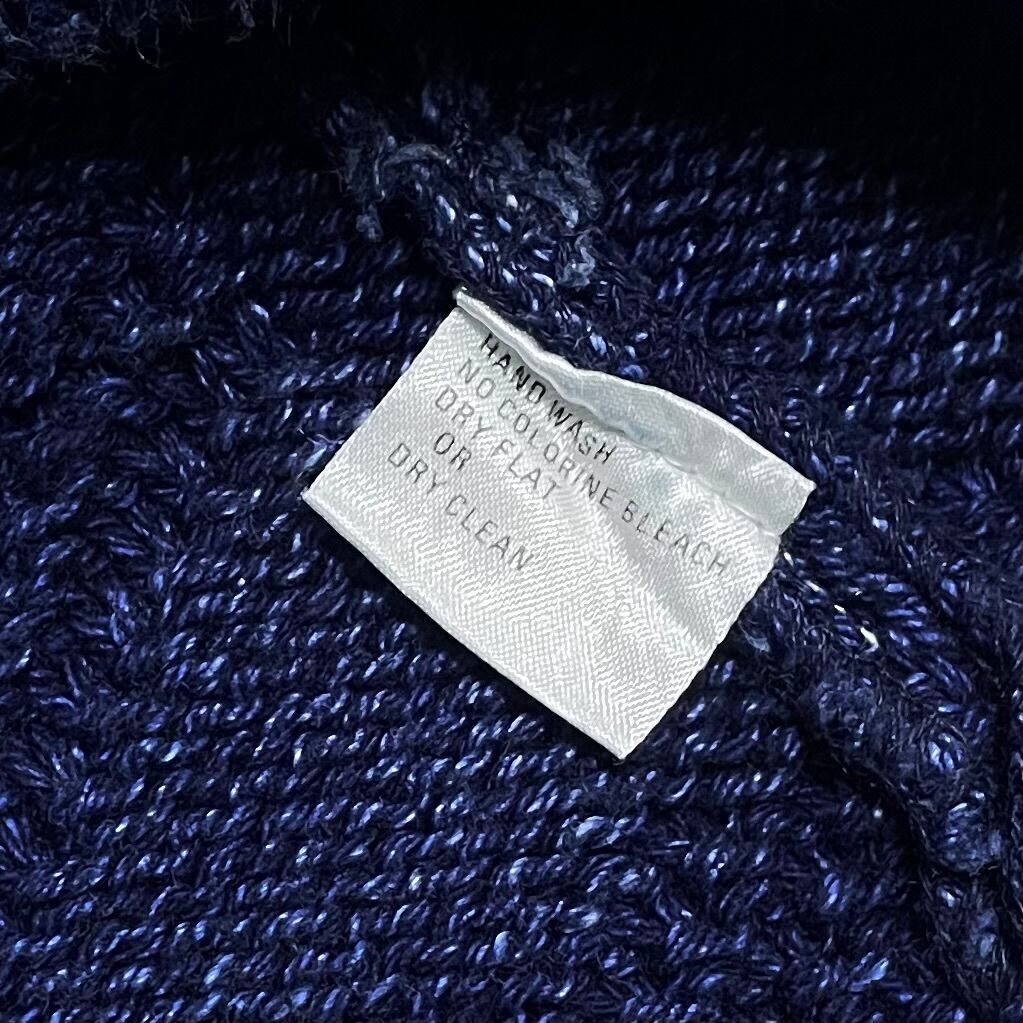 HAND WASH
NO COLORINE BLEACH
DRY FLAT
OR
DRY CLEAN